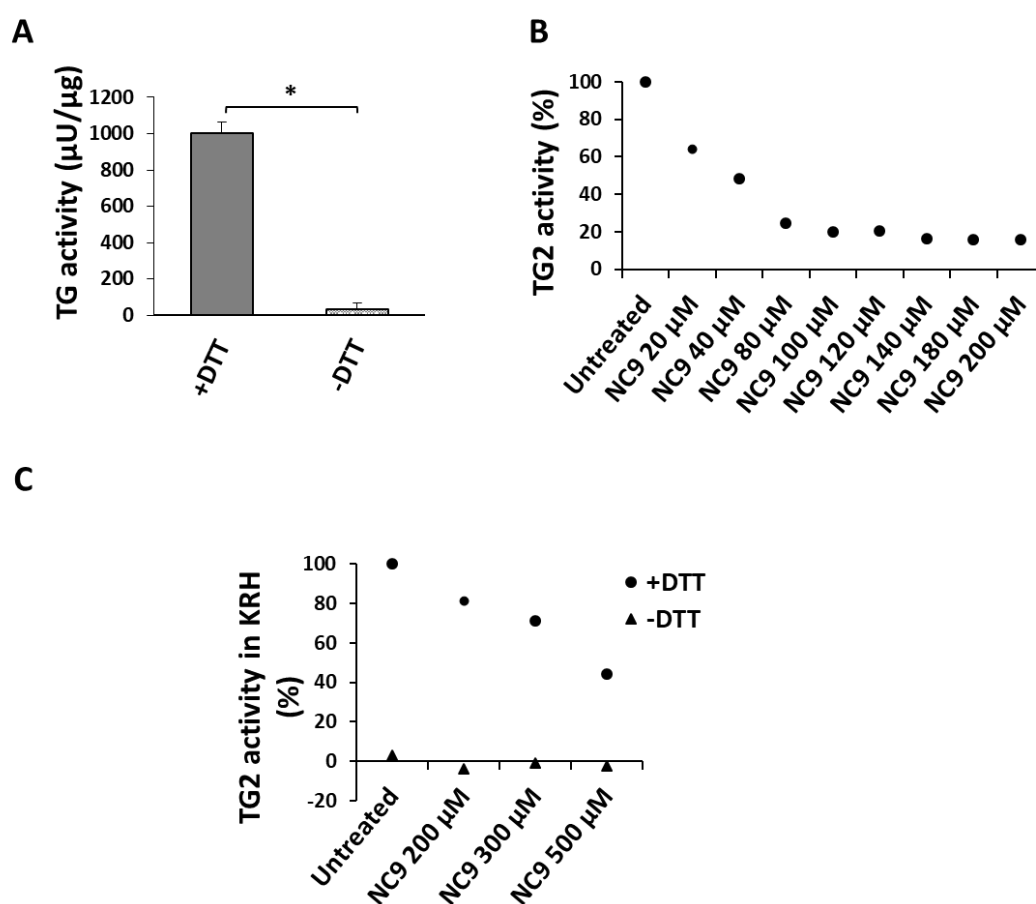 A
TG activity (µU/µg)
1200
1000
800
600
400
200
0
*
+DTT
-DTT
B
TG2 activity (%)
100
80
60
40
20
0
Untreated
NC9 20 µM
NC9 40 µM
NC9 80 µM
NC9 100 µM
NC9 120 µM
NC9 140 µM
NC9 180 µM
NC9 200 µM
C
TG2 activity in KRH
(%)
100
80
60
40
20
0
-20
Untreated
NC9 200 µM
NC9 300 µM
NC9 500 µM
+DTT
-DTT